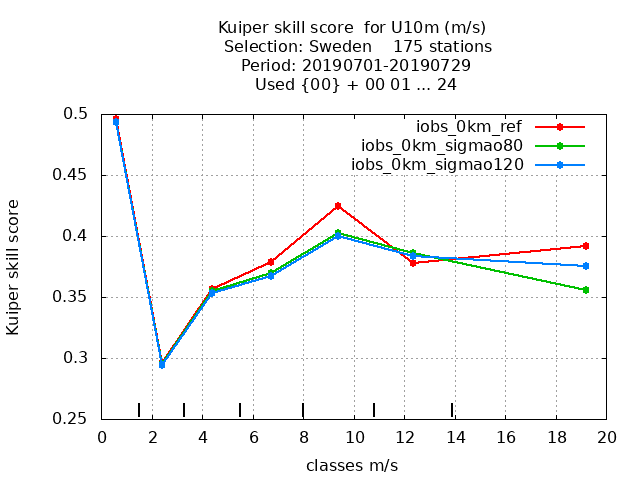 Kuiper skill score  for U10m (m/s)
Selection: Sweden    175 stations
Period: 20190701-20190729
Used {00} + 00 01 ... 24
iobs_0km_ref
iobs_0km_sigmao80
iobs_0km_sigmao120
Kuiper skill score
0.5
0.45
0.4
0.35
0.3
0.25
0 2 4 6 8 10 12 14 16 18 20
classes m/s